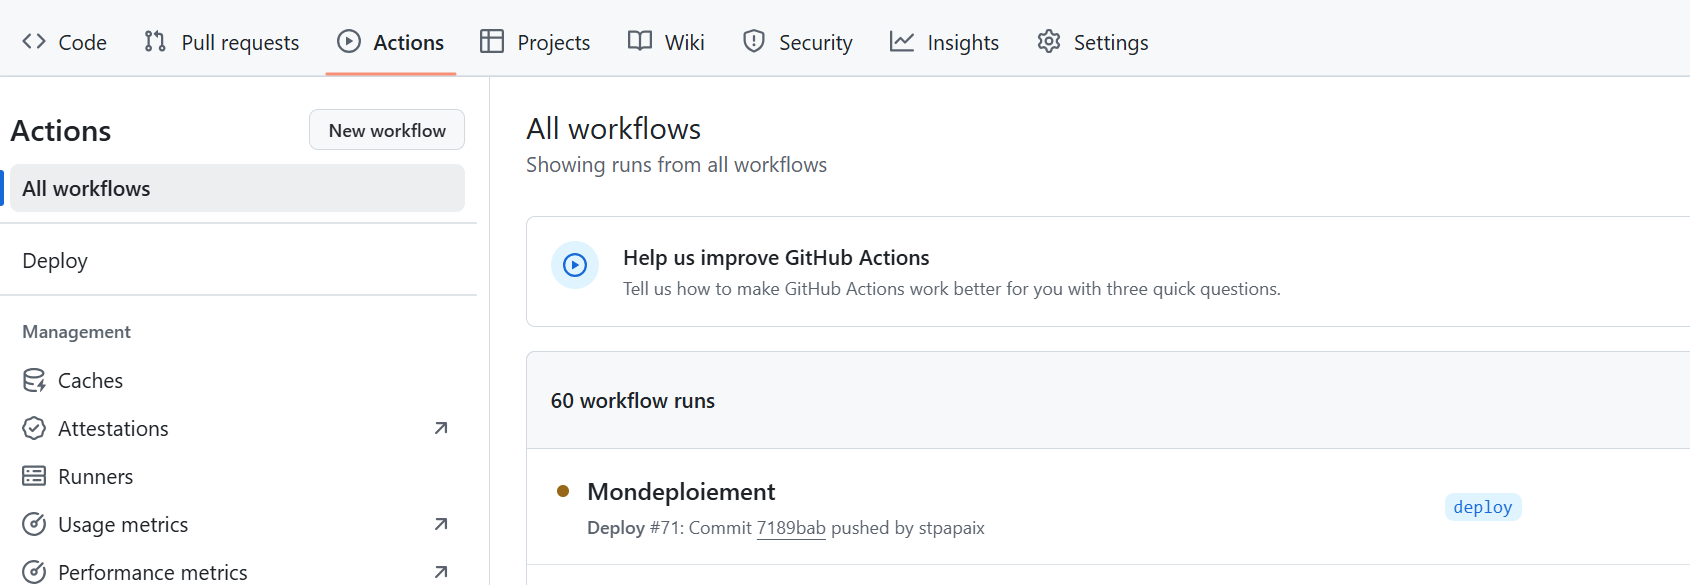 Code Pull requests Actions Projects Wiki Security Insights Settings
Actions
New workflow
All workflows
Deploy
Management
Caches
Attestations
Runners
Usage metrics
Performance metrics
All workflows
Showing runs from all workflows
Help us improve GitHub Actions
Tell us how to make GitHub Actions work better for you with three quick questions.
60 workflow runs
Mondeploiement
Deploy #71: Commit 7189bab pushed by stpapaix
deploy